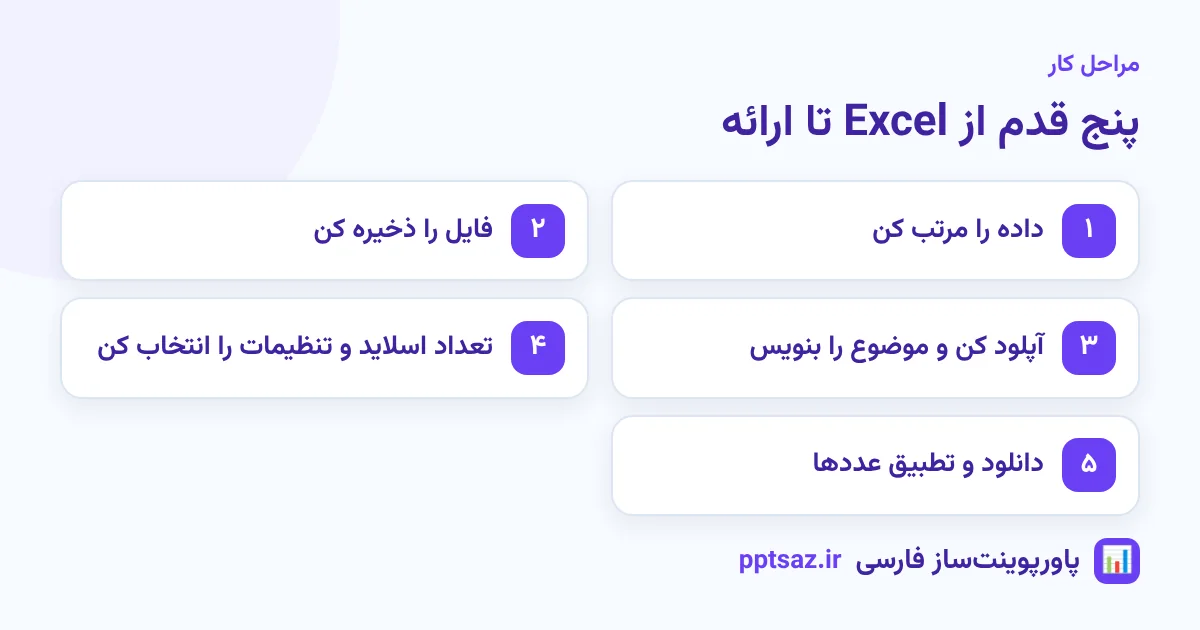 مراحل کار
پنج قدم از Excel تا ارائه
۱ داده را مرتب کن
۲ فایل را ذخیره کن
۳ آپلود کن و موضوع را بنویس
۴ تعداد اسلاید و تنظیمات را انتخاب کن
۵ دانلود و تطبیق عددها
پاورپوینت‌ساز فارسی pptsaz.ir